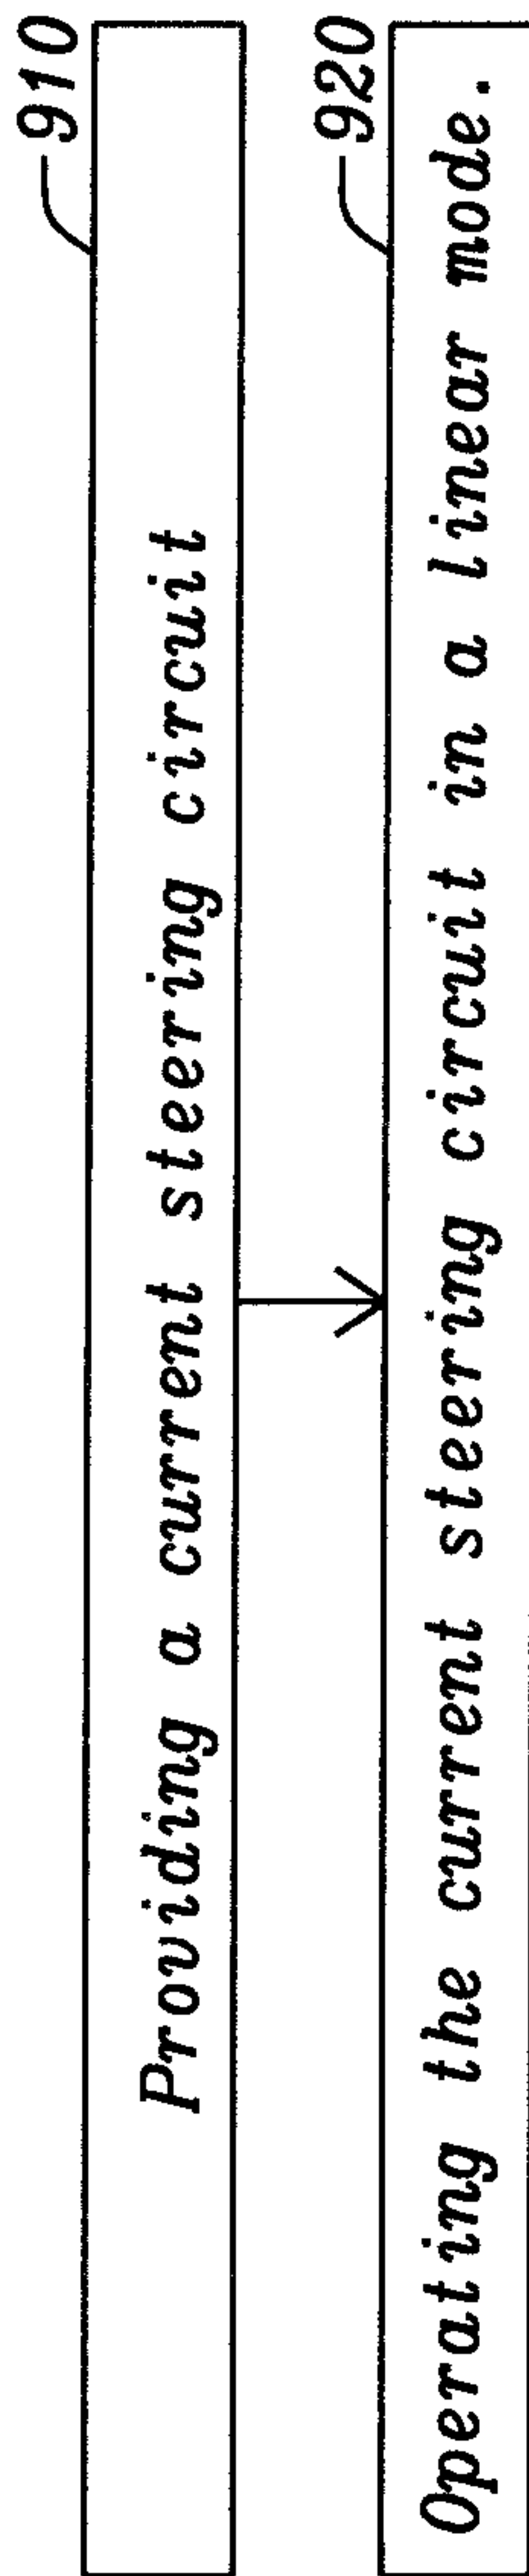 910
Providing a current steering circuit
920
Operating the current steering circuit in a linear mode.